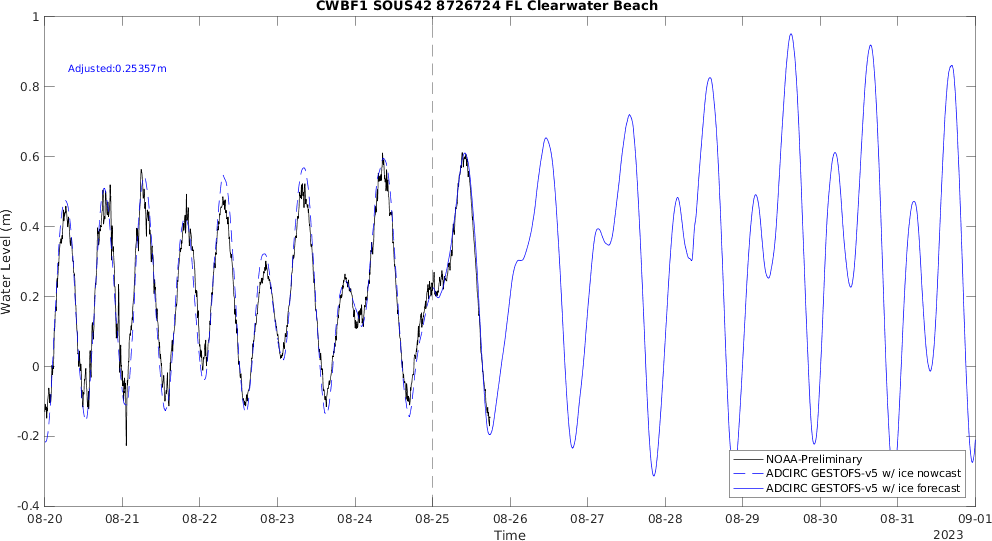 CWBF1 SOUS42 8726724 FL Clearwater Beach
Adjusted:0.25357m
1
0.8
0.6
0.4
0.2
0
-0.2
-0.4
Water Level (m)
NOAA-Preliminary
ADCIRC GESTOFS-v5 w/ ice nowcast
ADCIRC GESTOFS-v5 w/ ice forecast
08-20 08-21 08-22 08-23 08-24 08-25 08-26 08-27 08-28 08-29 08-30 08-31 09-01
Time
2023